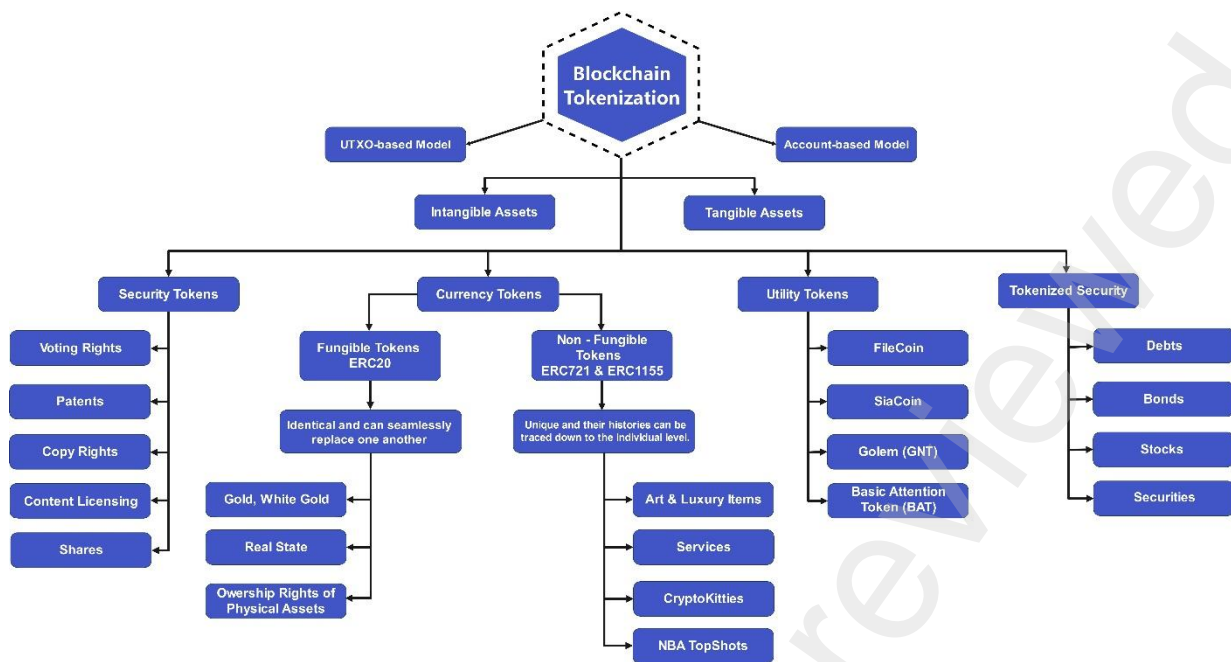 Blockchain
Tokenization
UTXO-based Model
Account-based Model
Intangible Assets
Tangible Assets
Security Tokens
Currency Tokens
Utility Tokens
Tokenized Security
Voting Rights
Patents
Copy Rights
Content Licensing
Shares
Fungible Tokens
ERC20
Identical and can seamlessly
replace one another
Gold, White Gold
Real State
Owership Rights of
Physical Assets
Non - Fungible
Tokens
ERC721 & ERC1155
Unique and their histories can be
traced down to the individual level.
Art & Luxury Items
Services
CryptoKitties
NBA TopShots
FileCoin
SiaCoin
Golem (GNT)
Basic Attention
Token (BAT)
Debts
Bonds
Stocks
Securities
reviewed